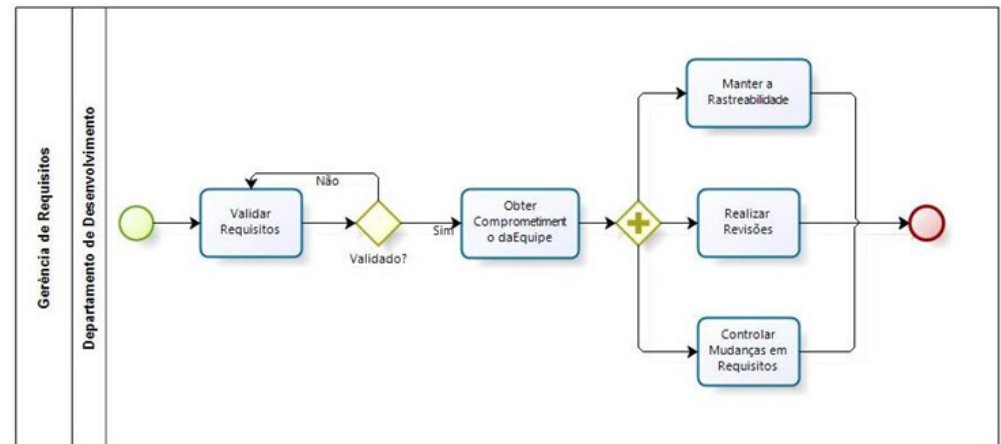 Gerência de Requisitos
Departamento de Desenvolvimento
Validar
Requisitos
Não
Validado?
Sim
Obter
Comprometiment
o daEquipe
Manter a
Rastreabilidade
Realizar
Revisões
Controlar
Mudanças em
Requisitos